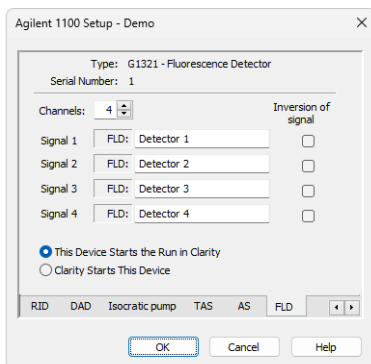 Agilent 1100 Setup - Demo
Type: G1321 - Fluorescence Detector
Serial Number: 1
Channels: 4
Inversion of signal
Signal 1 FLD: Detector 1
Signal 2 FLD: Detector 2
Signal 3 FLD: Detector 3
Signal 4 FLD: Detector 4
This Device Starts the Run in Clarity
Clarity Starts This Device
RID DAD Isocratic pump TAS AS FLD
OK Cancel Help